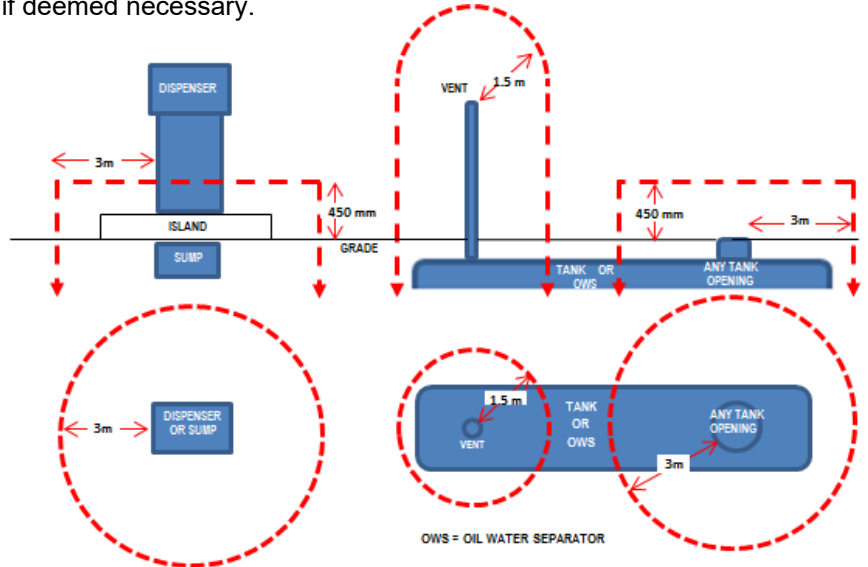 if deemed necessary.
DISPENSER
VENT
1.5 m
3m
450 mm
450 mm
3m
ISLAND
GRADE
SUMP
TANK OR
OWS
ANY TANK
OPENING
3m
DISPENSER
OR SUMP
1.5 m
VENT
TANK
OR
OWS
ANY TANK
OPENING
3m
OWS = OIL WATER SEPARATOR